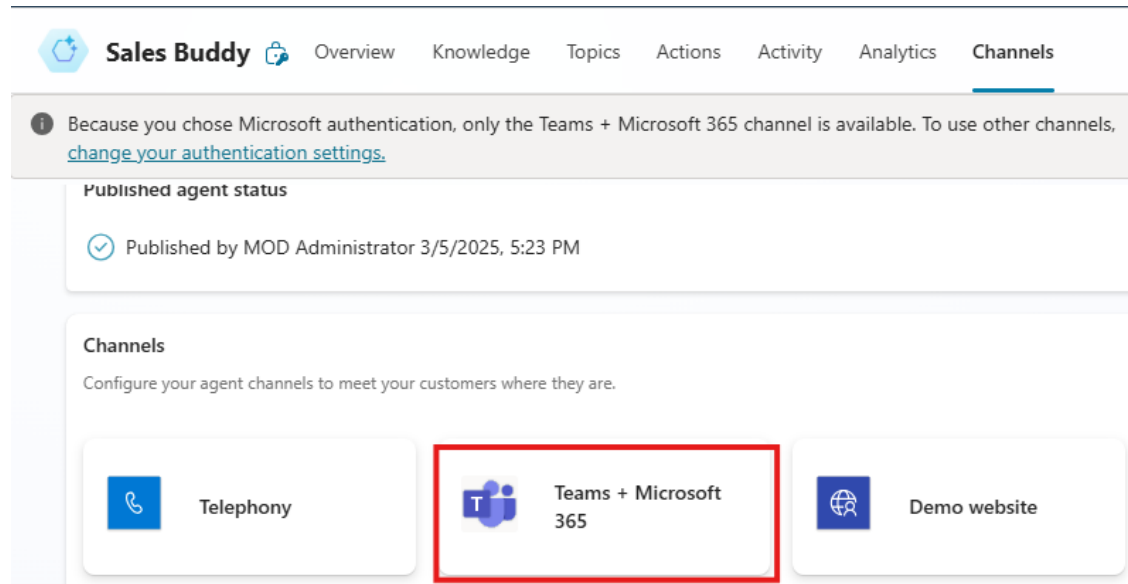 Sales Buddy Overview Knowledge Topics Actions Activity Analytics Channels
Because you chose Microsoft authentication, only the Teams + Microsoft 365 channel is available. To use other channels,
change your authentication settings.
Published agent status
Published by MOD Administrator 3/5/2025, 5:23 PM
Channels
Configure your agent channels to meet your customers where they are.
Telephony
Teams + Microsoft
365
Demo website